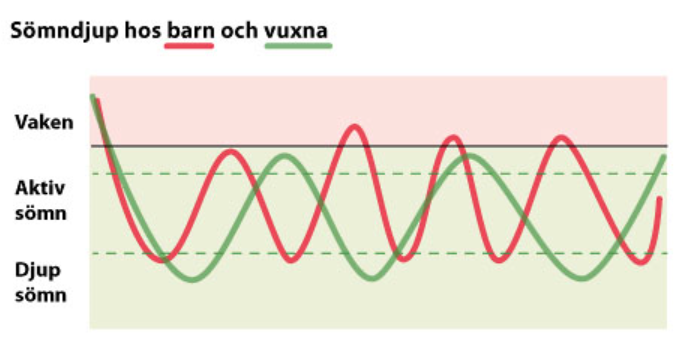 Sömndjup hos barn och vuxna
Vaken
Aktiv
sömn
Djup
sömn